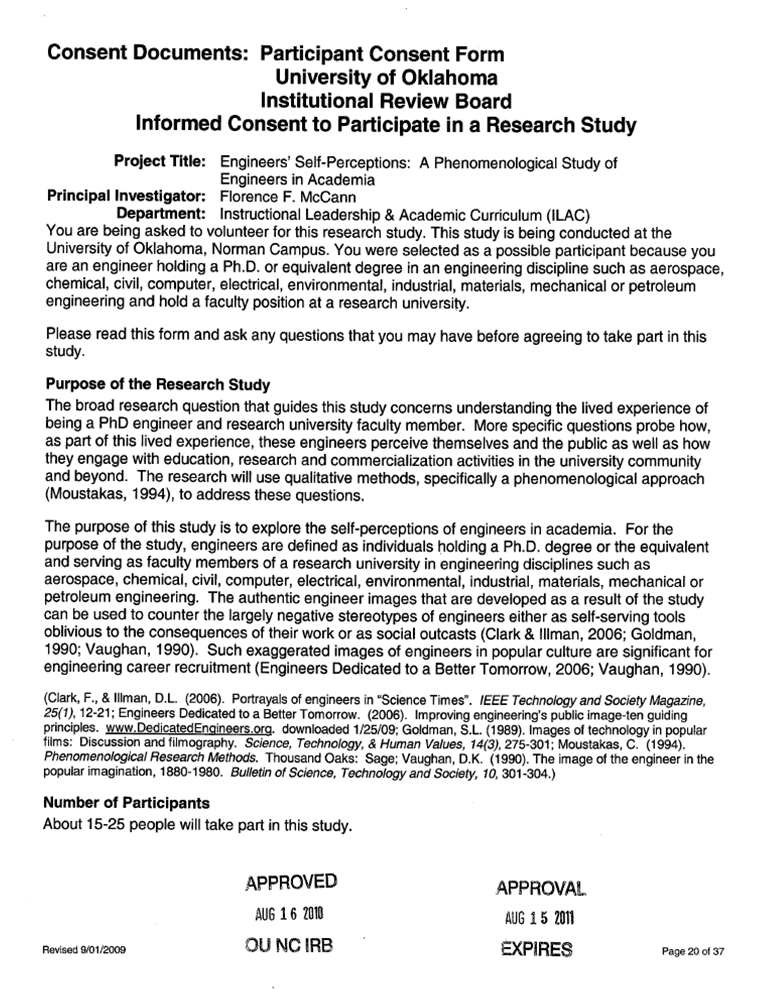 Consent Documents: Participant Consent Form
University of Oklahoma
Institutional Review Board
Informed Consent to Participate in a Research Study
Project Title: Engineers' Self-Perceptions: A Phenomenological Study of
Engineers in Academia
Principal Investigator: Florence F. McCann
Department: Instructional Leadership & Academic Curriculum (ILAC)
You are being asked to volunteer for this research study. This study is being conducted at the
University of Oklahoma, Norman Campus. You were selected as a possible participant because you
are an engineer holding a Ph.D. or equivalent degree in an engineering discipline such as aerospace,
chemical, civil, computer, electrical, environmental, industrial, materials, mechanical or petroleum
engineering and hold a faculty position at a research university.
Please read this form and ask any questions that you may have before agreeing to take part in this
study.
Purpose of the Research Study
The broad research question that guides this study concerns understanding the lived experience of
being a PhD engineer and research university faculty member. More specific questions probe how,
as part of this lived experience, these engineers perceive themselves and the public as well as how
they engage with education, research and commercialization activities in the university community
and beyond. The research will use qualitative methods, specifically a phenomenological approach
(Moustakas, 1994), to address these questions.
The purpose of this study is to explore the self-perceptions of engineers in academia. For the
purpose of the study, engineers are defined as individuals holding a Ph.D. degree or the equivalent
and serving as faculty members of a research university in engineering disciplines such as
aerospace, chemical, civil, computer, electrical, environmental, industrial, materials, mechanical or
petroleum engineering. The authentic engineer images that are developed as a result of the study
can be used to counter the largely negative stereotypes of engineers either as self-serving tools
oblivious to the consequences of their work or as social outcasts (Clark & Illman, 2006; Goldman,
1990; Vaughan, 1990). Such exaggerated images of engineers in popular culture are significant for
engineering career recruitment (Engineers Dedicated to a Better Tomorrow, 2006; Vaughan, 1990).
(Clark, F., & Illman, D.L. (2006). Portrayals of engineers in "Science Times". IEEE Technology and Society Magazine,
25(1), 12-21; Engineers Dedicated to a Better Tomorrow. (2006). Improving engineering's public image-ten guiding
principles. www.DedicatedEngineers.org. downloaded 1/25/09; Goldman, S.L. (1989). Images of technology in popular
films: Discussion and filmography. Science, Technology, & Human Values, 14(3), 275-301; Moustakas, C. (1994).
Phenomenological Research Methods. Thousand Oaks: Sage; Vaughan, D.K. (1990). The image of the engineer in the
popular imagination, 1880-1980. Bulletin of Science, Technology and Society, 10, 301-304.)
Number of Participants
About 15-25 people will take part in this study.
APPROVED
AUG 16 2010
OU NC IRB
APPROVAL
AUG 15 2011
EXPIRES
Revised 9/01/2009
Page 20 of 37